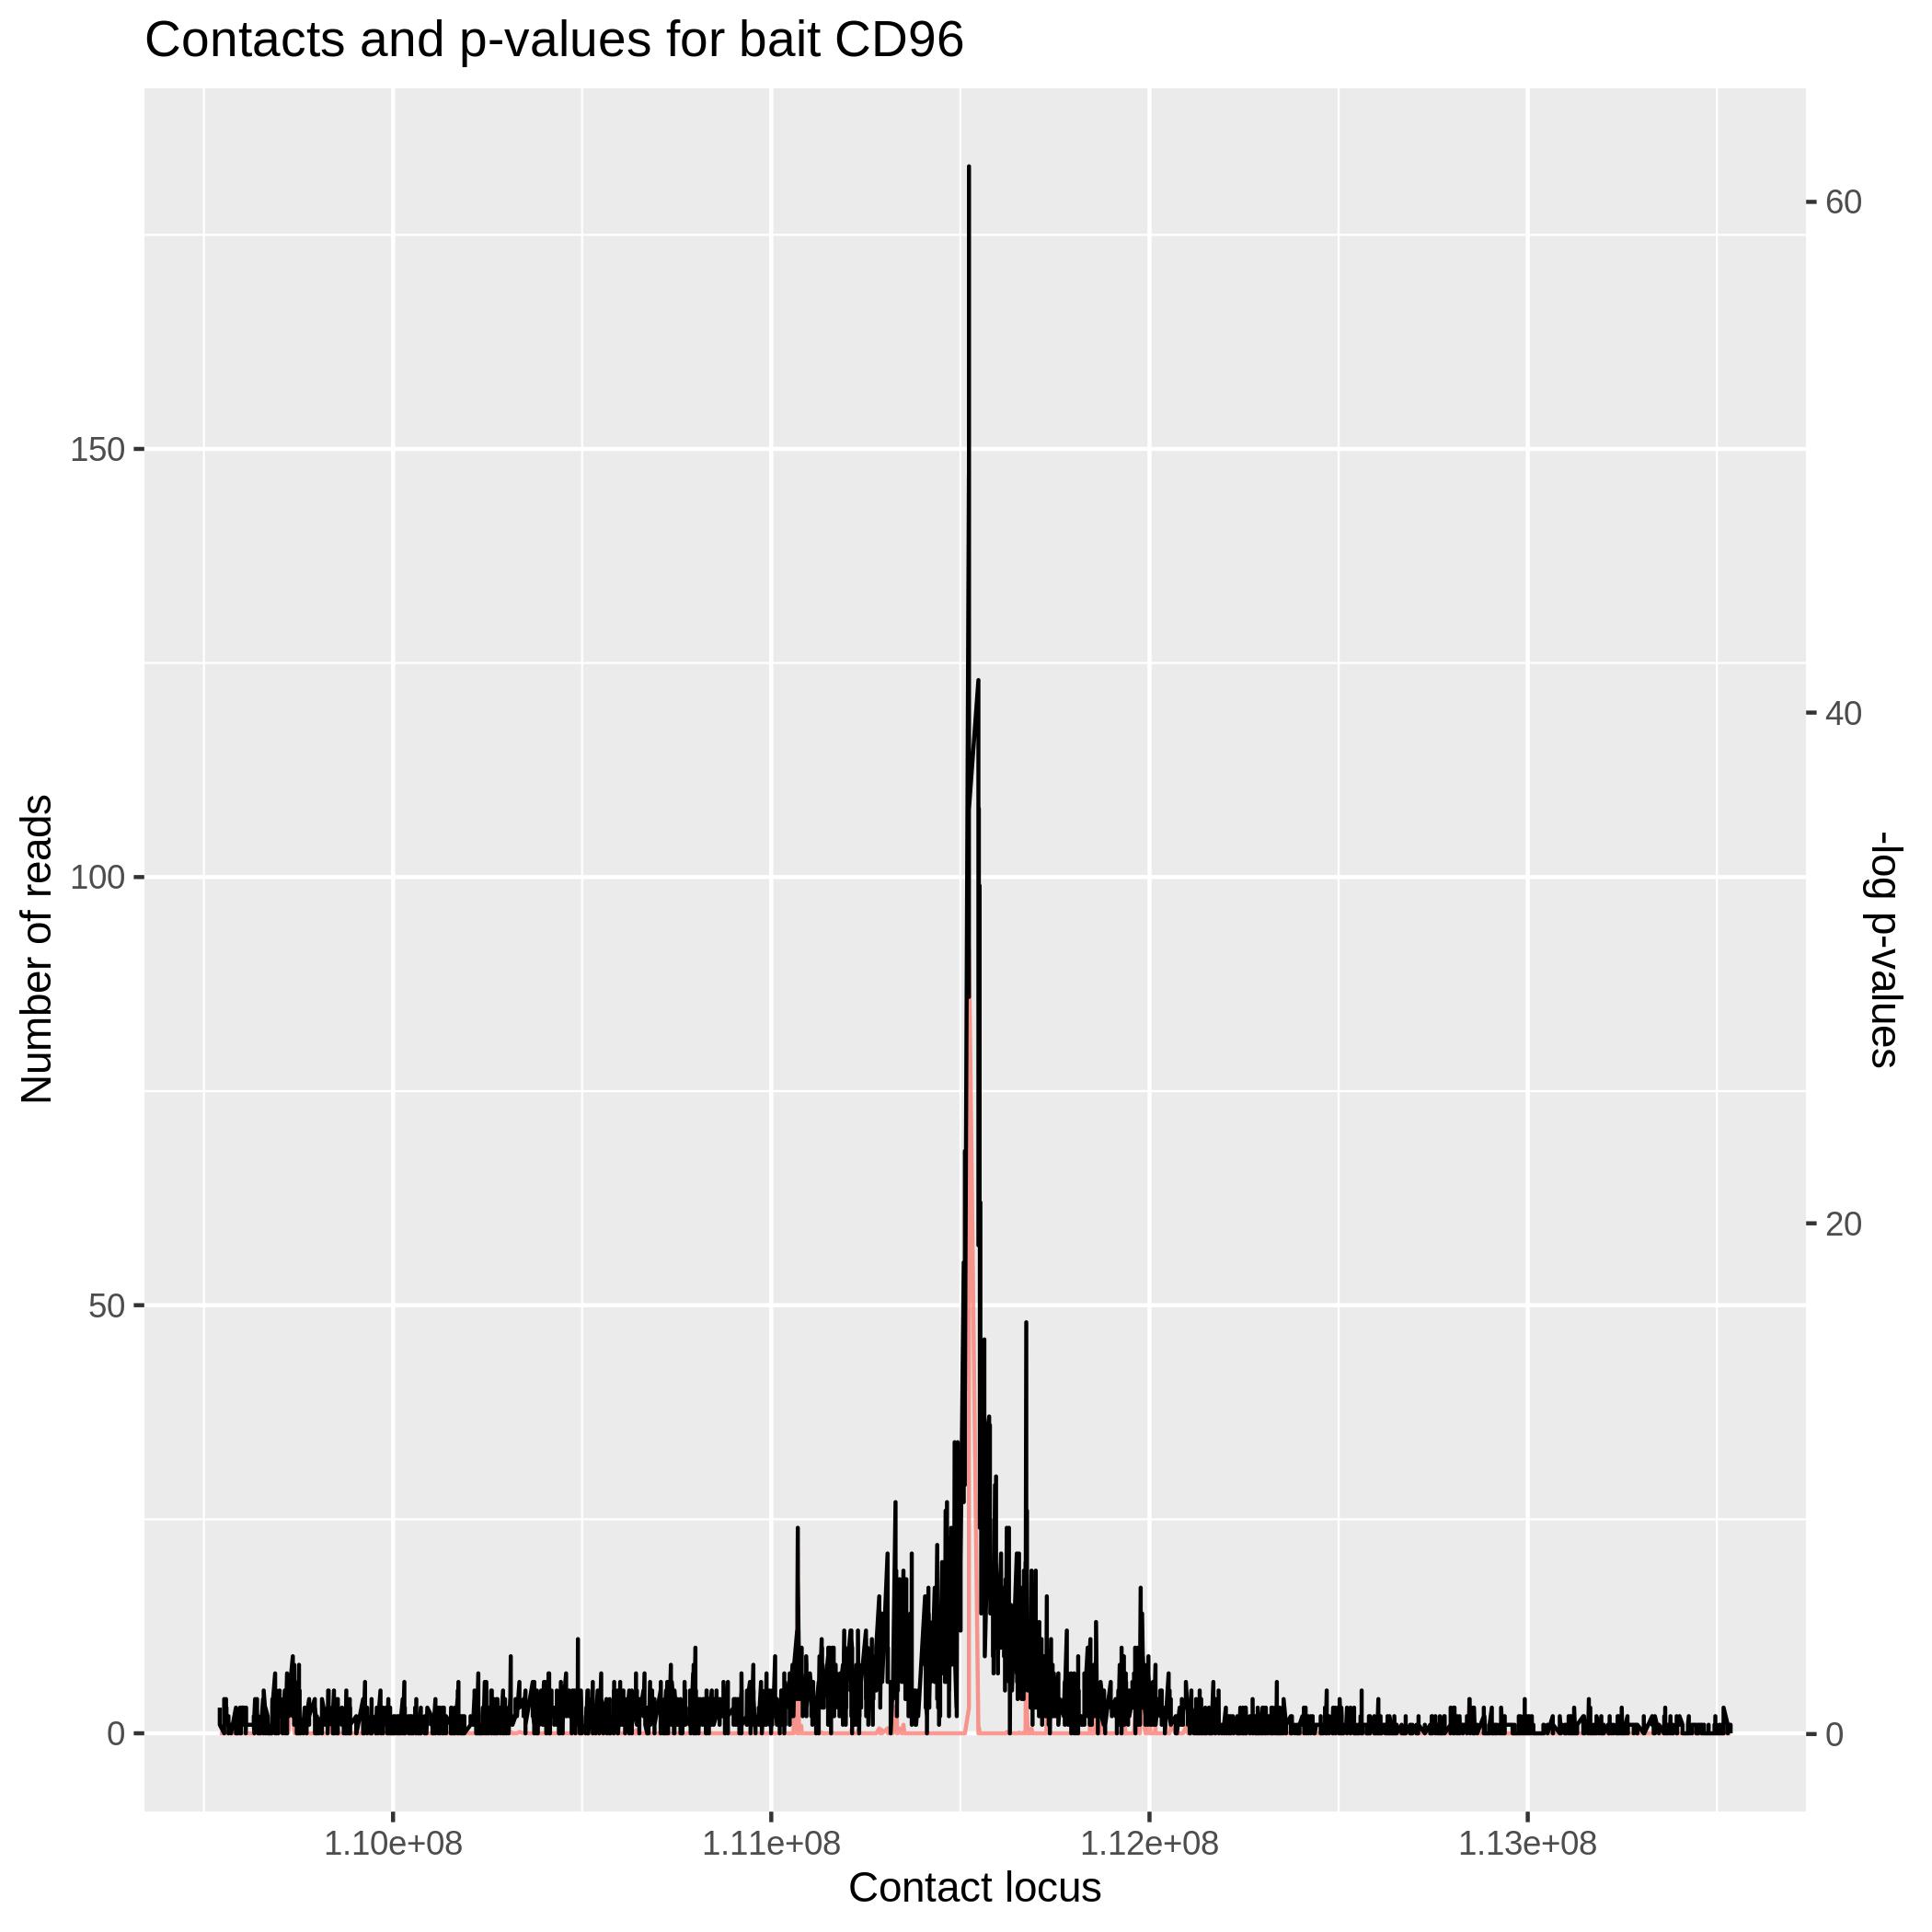 Contacts and p-values for bait CD96
Number of reads
150
100
50
0
60
40
20
0
-log p-values
1.10e+08
1.11e+08
1.12e+08
1.13e+08
Contact locus